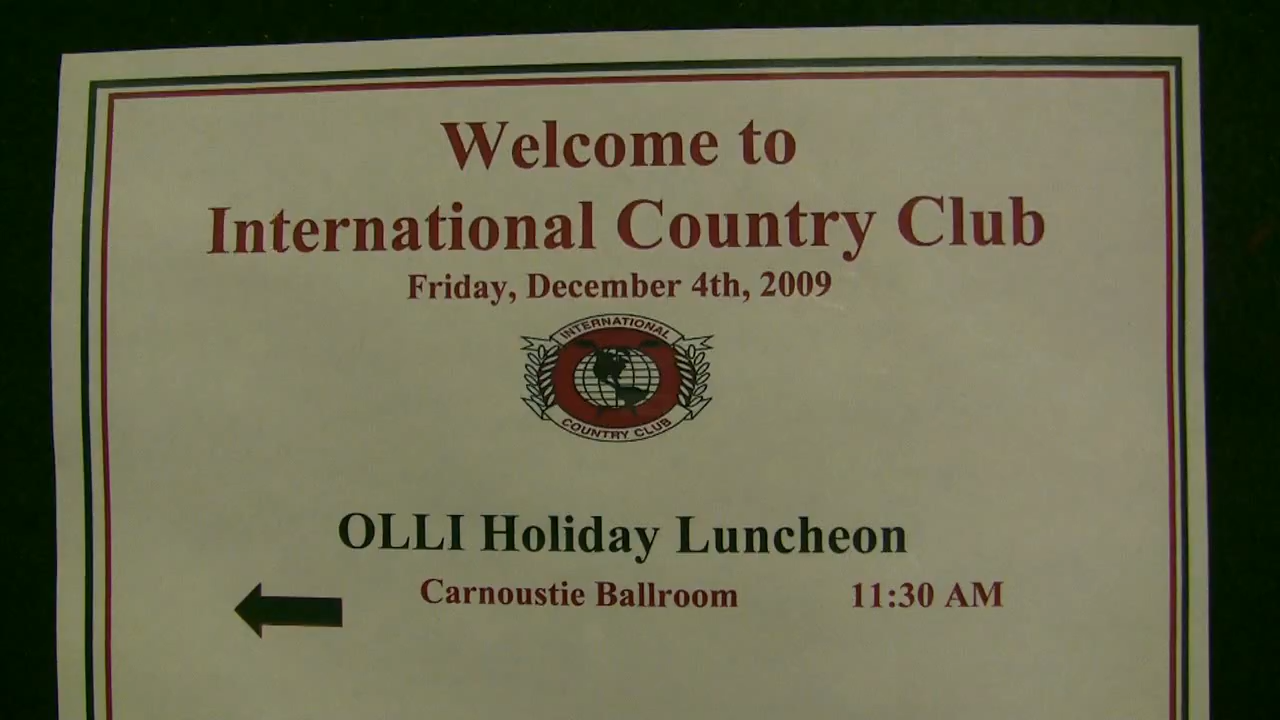 Welcome to
International Country Club
Friday, December 4th, 2009
INTERNATIONAL
COUNTRY CLUB
OLLI Holiday Luncheon
Carnoustie Ballroom 11:30 AM